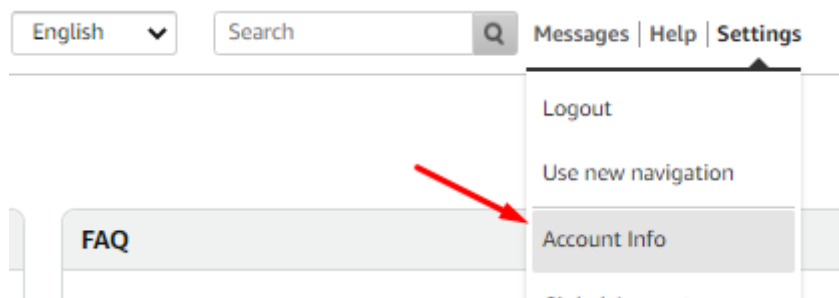 English
Search
Messages | Help | Settings
Logout
Use new navigation
Account Info
FAQ